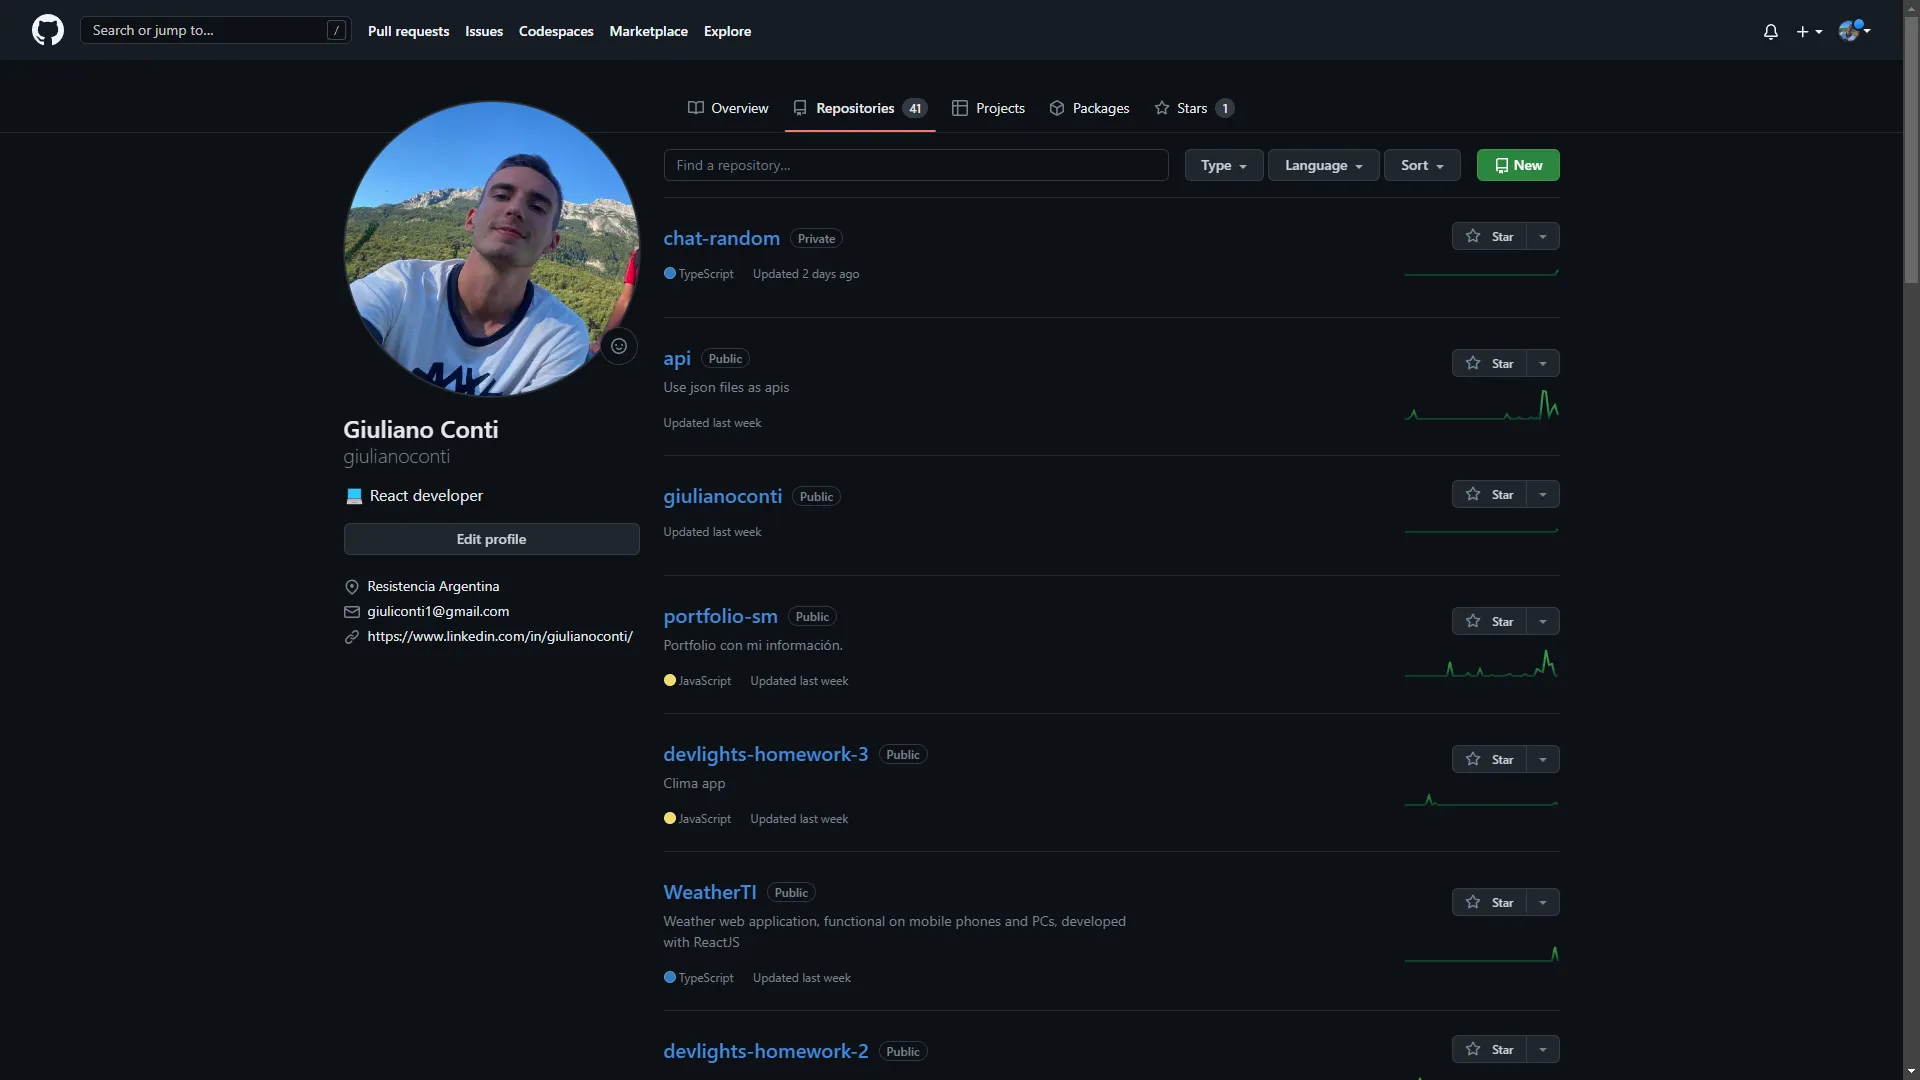 Search or jump to...
/
Pull requests
Issues
Codespaces
Marketplace
Explore
Overview
Repositories 41
Projects
Packages
Stars 1
Giuliano Conti
giulianoconti
React developer
Edit profile
Resistencia Argentina
giuliconti1@gmail.com
https://www.linkedin.com/in/giulianoconti/
Find a repository...
Type
Language
Sort
New
chat-random Private
Star
TypeScript Updated 2 days ago
api Public
Star
Use json files as apis
Updated last week
giulianoconti Public
Star
Updated last week
portfolio-sm Public
Star
Portfolio con mi información.
JavaScript Updated last week
devlights-homework-3 Public
Star
Clima app
JavaScript Updated last week
WeatherTI Public
Star
Weather web application, functional on mobile phones and PCs, developed
with ReactJS
TypeScript Updated last week
devlights-homework-2 Public
Star